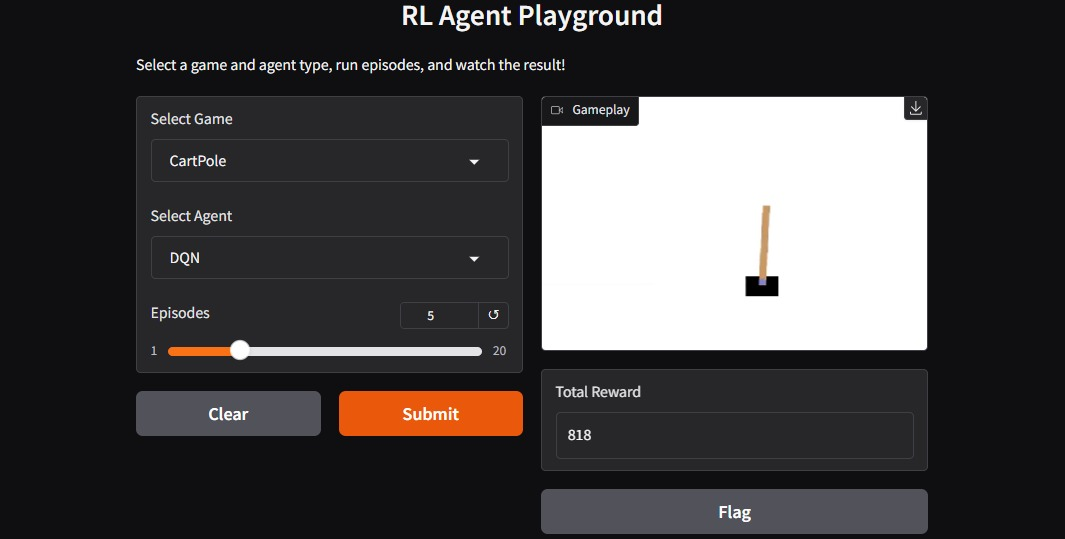 RL Agent Playground
Select a game and agent type, run episodes, and watch the result!
Select Game
CartPole
Select Agent
DQN
Episodes
5
1
20
Clear
Submit
Gameplay
Total Reward
818
Flag